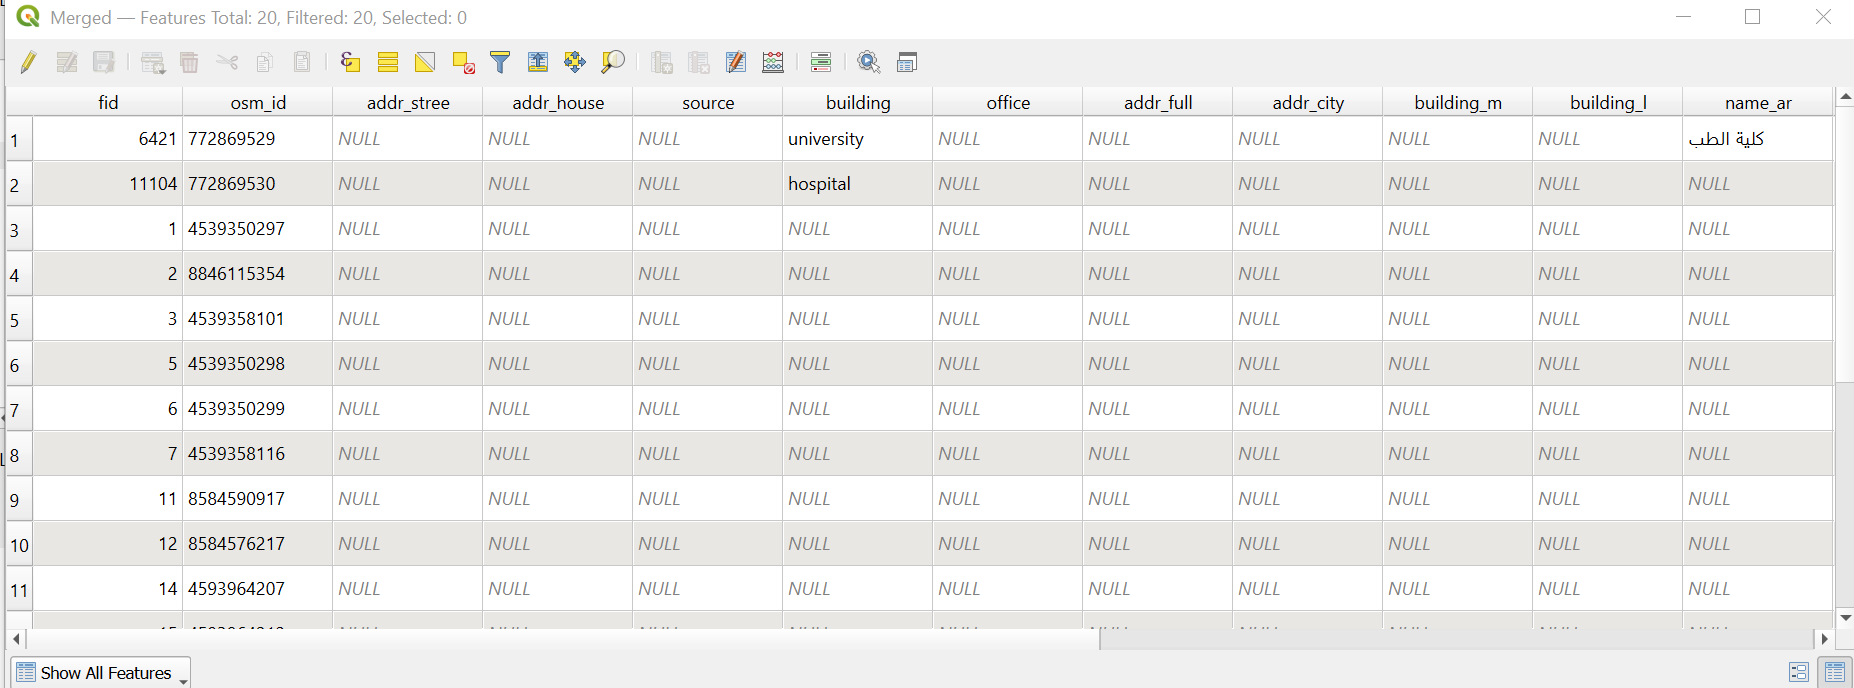 Merged — Features Total: 20, Filtered: 20, Selected: 0
fid osm_id addr_stree addr_house source building office addr_full addr_city building_m building_l name_ar
1 6421 772869529 NULL NULL NULL university NULL NULL NULL NULL NULL كلية الطب
2 11104 772869530 NULL NULL NULL hospital NULL NULL NULL NULL NULL NULL
3 1 4539350297 NULL NULL NULL NULL NULL NULL NULL NULL NULL NULL
4 2 8846115354 NULL NULL NULL NULL NULL NULL NULL NULL NULL NULL
5 3 4539358101 NULL NULL NULL NULL NULL NULL NULL NULL NULL NULL
6 5 4539350298 NULL NULL NULL NULL NULL NULL NULL NULL NULL NULL
7 6 4539350299 NULL NULL NULL NULL NULL NULL NULL NULL NULL NULL
8 7 4539358116 NULL NULL NULL NULL NULL NULL NULL NULL NULL NULL
9 11 8584590917 NULL NULL NULL NULL NULL NULL NULL NULL NULL NULL
10 12 8584576217 NULL NULL NULL NULL NULL NULL NULL NULL NULL NULL
11 14 4593964207 NULL NULL NULL NULL NULL NULL NULL NULL NULL NULL
Show All Features